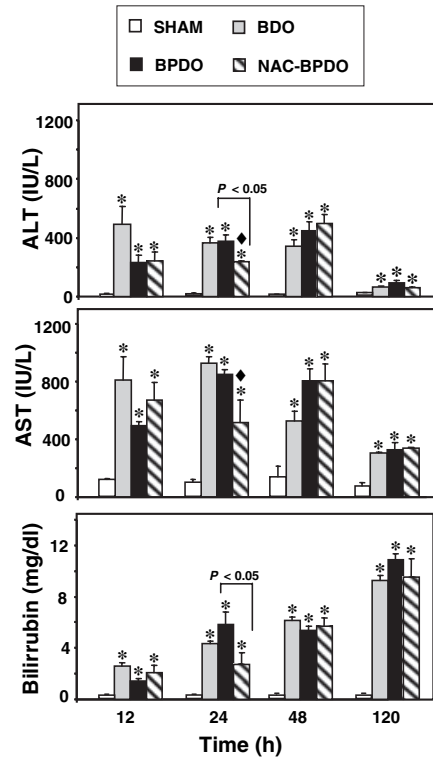 SHAM BDO
BPDO NAC-BPDO
ALT (IU/L)
1200
800
400
0
P < 0.05
* * * * * * ♦ * * * * * * *
AST (IU/L)
1200
800
400
0
* * * * * ♦ * * * * * * *
Bilirrubin (mg/dl)
12
8
4
0
P < 0.05
* * * * * * * * * * * *
12 24 48 120
Time (h)